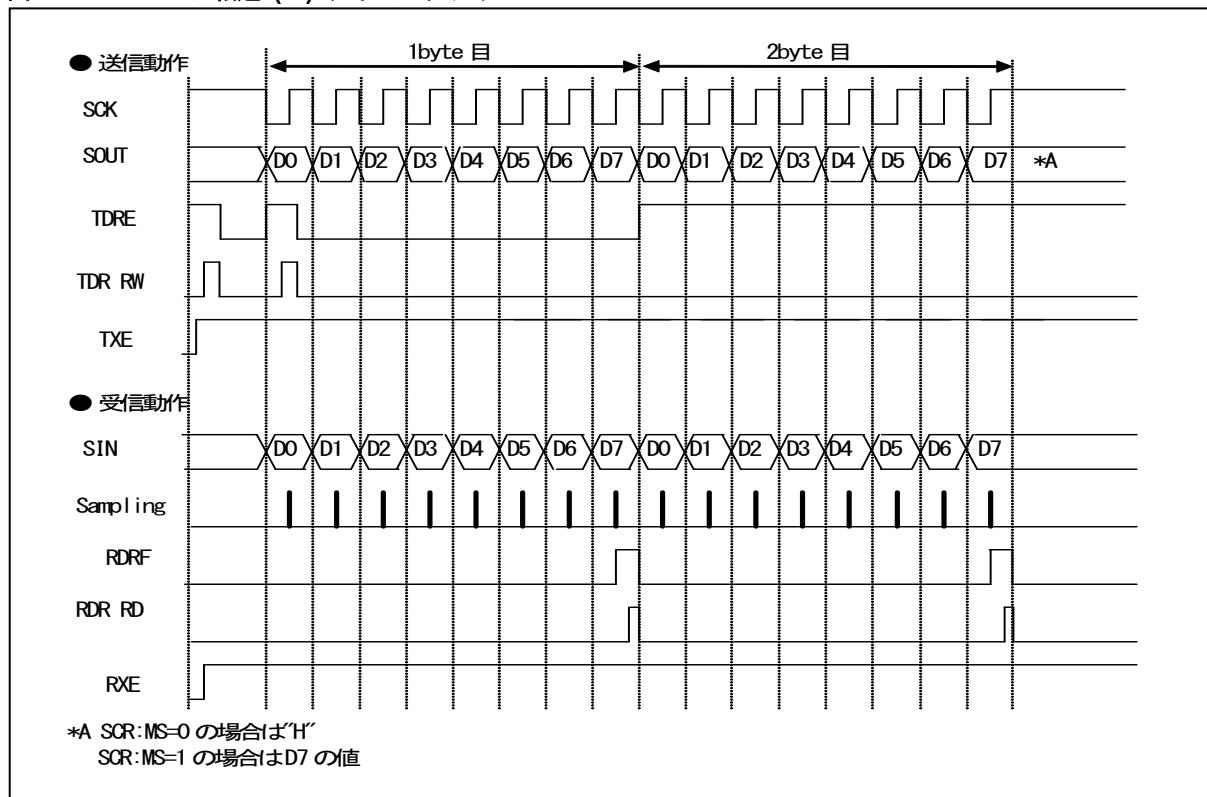 ● 送信動作
1byte 目 2byte 目
SCK
SOUT D0 D1 D2 D3 D4 D5 D6 D7 D0 D1 D2 D3 D4 D5 D6 D7 *A
TDRE
TDR RW
TXE
● 受信動作
SIN D0 D1 D2 D3 D4 D5 D6 D7 D0 D1 D2 D3 D4 D5 D6 D7
Sampling
RDRF
RDR RD
RXE
*A SCR:MS=0 の場合は"H"
SCR:MS=1 の場合はD7 の値